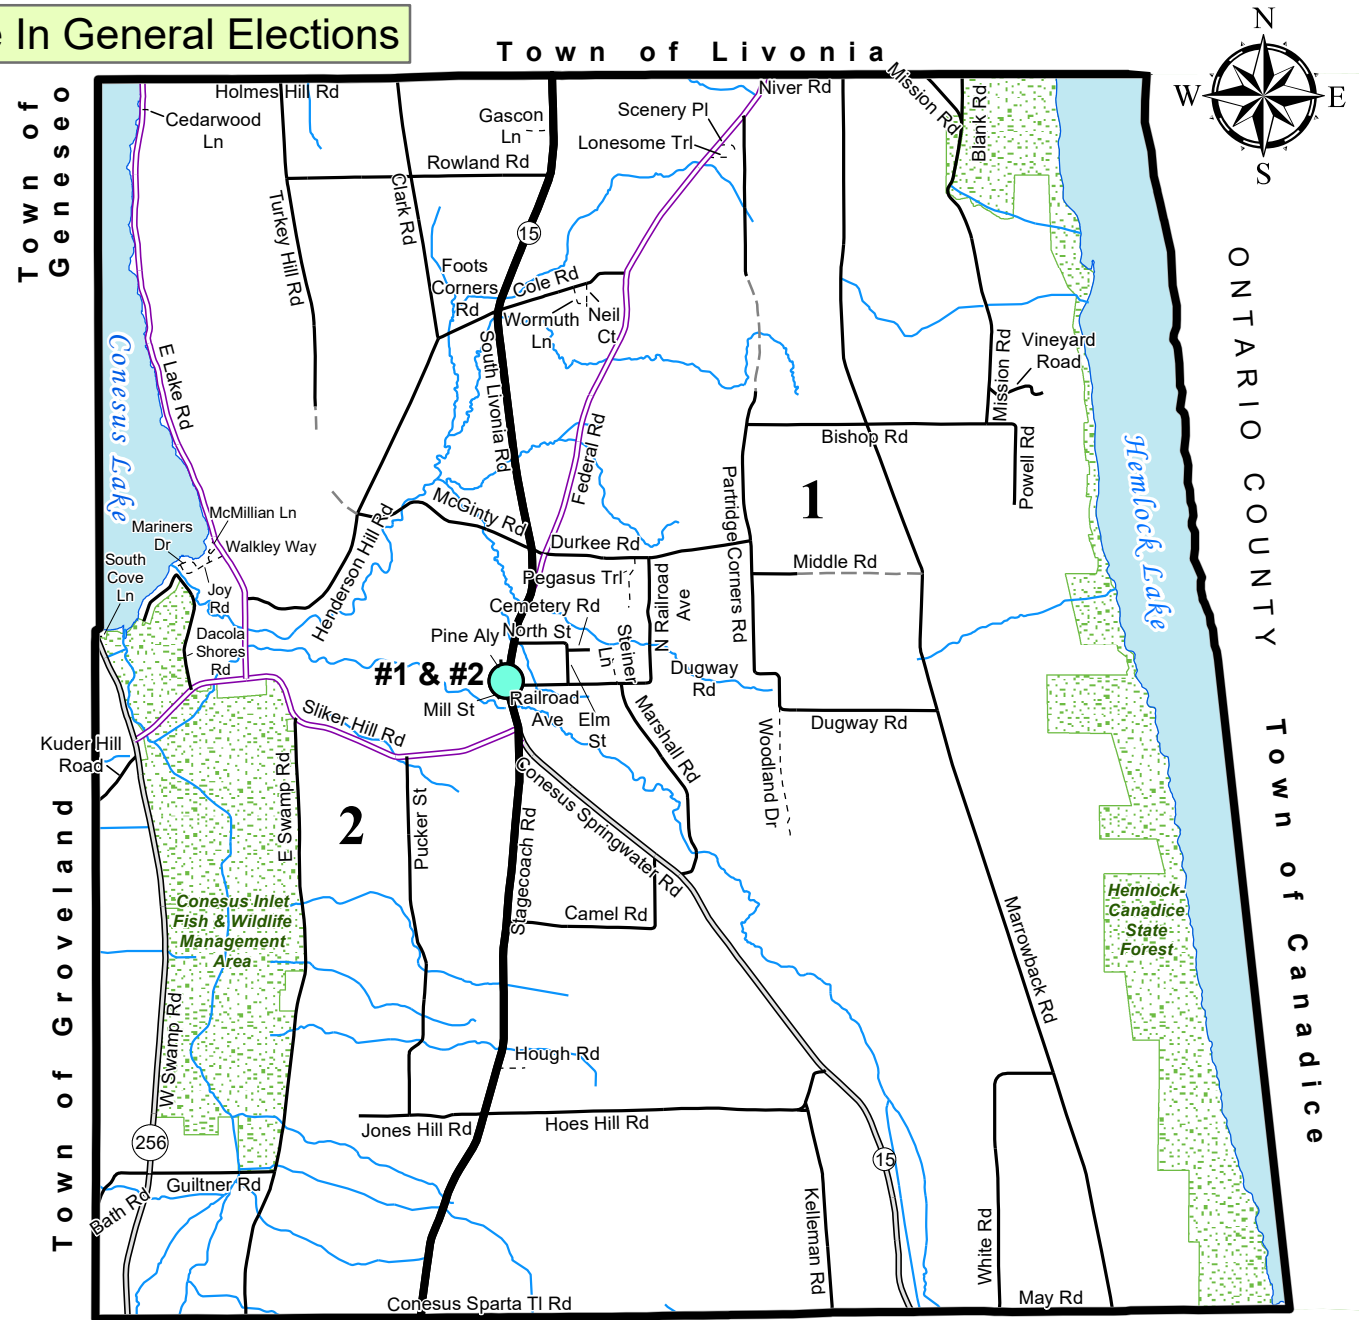 e In General Elections
Town of Livonia
N
W
E
S
Town of
Geneseo
Holmes Hill Rd
Cedarwood
Ln
Gascon
Ln
Rowland Rd
Clark Rd
Turkey Hill Rd
15
Scenery Pl
Lonesome Trl
Niver Rd
Mission Rd
Blank Rd
Foots
Corners
Rd
Cole Rd
Wormuth
Ln
Neil
Ct
South Livonia Rd
Federal Rd
E Lake Rd
Conesus Lake
Mission Rd
Vineyard
Road
Bishop Rd
Powell Rd
Partridge Corners Rd
1
ONTARIO COUNTY
Hemlock Lake
McMillian Ln
Mariners
Dr
Walkley Way
South
Cove
Ln
Joy
Rd
Dacola
Shores
Rd
Henderson Hill Rd
McGinty Rd
Durkee Rd
Middle Rd
Pegasus Trl
Cemetery Rd
North St
Pine Aly
Steiner
Ln
N Railroad
Ave
#1 & #2
Mill St
Railroad
Ave
Elm
St
Dugway
Rd
Dugway Rd
Marshall Rd
Woodland Dr
Sliker Hill Rd
Kuder Hill
Road
E Swamp Rd
2
Pucker St
Stagecoach Rd
Conesus Springwater Rd
Camel Rd
Conesus Inlet
Fish & Wildlife
Management
Area
W Swamp Rd
Town of Groveland
Hemlock-
Canadice
State
Forest
Marrowback Rd
Town of Canadice
Hough Rd
Jones Hill Rd
Hoes Hill Rd
256
15
Guiltner Rd
Bath Rd
Kelleman Rd
White Rd
May Rd
Conesus Sparta Tl Rd